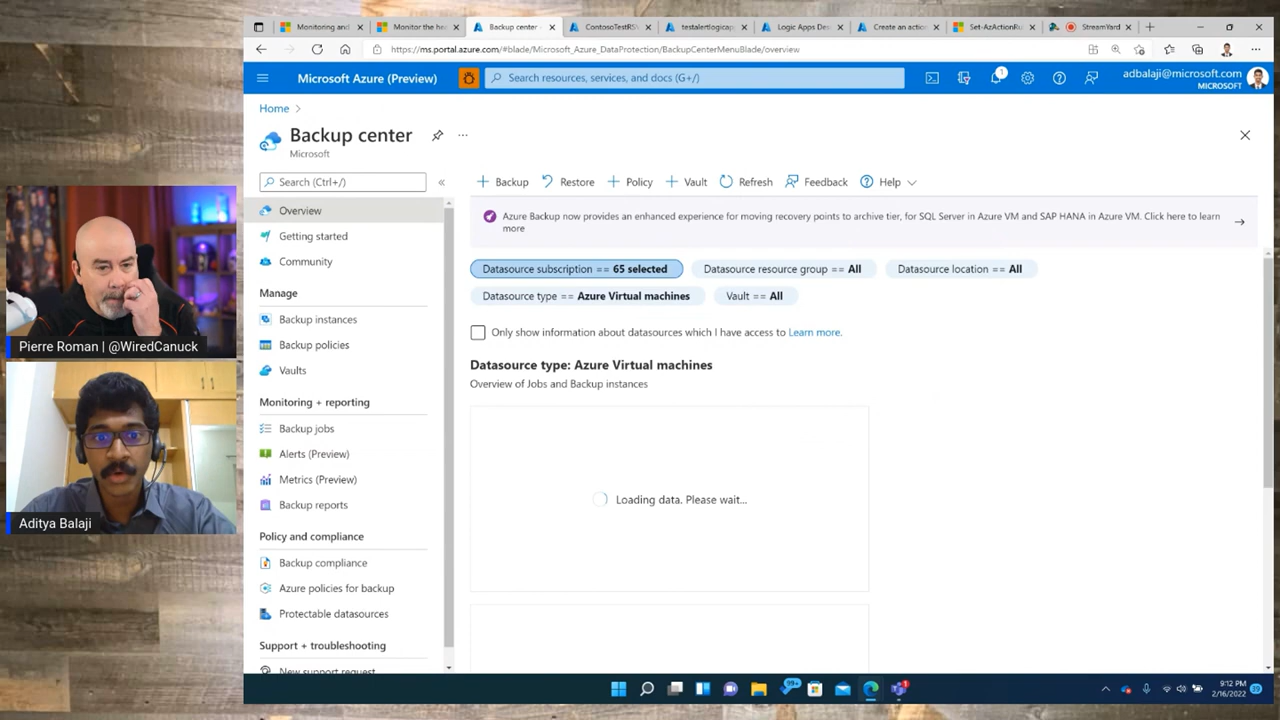 Monitoring and
Monitor the he
Backup center -
ContosoTestRSV
testalertlogicapp
Logic Apps Des
Create an action
Set-AzActionRu
StreamYard
https://ms.portal.azure.com/#blade/Microsoft_Azure_DataProtection/BackupCenterMenuBlade/overview
Microsoft Azure (Preview)
Search resources, services, and docs (G+/)
1
adbalaji@microsoft.com
MICROSOFT
Home
Backup center
Microsoft
Search (Ctrl+/)
Overview
Getting started
Community
Manage
Backup instances
Backup policies
Vaults
Monitoring + reporting
Backup jobs
Alerts (Preview)
Metrics (Preview)
Backup reports
Policy and compliance
Backup compliance
Azure policies for backup
Protectable datasources
Support + troubleshooting
New support request
Backup
Restore
Policy
Vault
Refresh
Feedback
Help
Azure Backup now provides an enhanced experience for moving recovery points to archive tier, for SQL Server in Azure VM and SAP HANA in Azure VM. Click here to learn
more
Datasource subscription == 65 selected
Datasource resource group == All
Datasource location == All
Datasource type == Azure Virtual machines
Vault == All
Only show information about datasources which I have access to Learn more.
Datasource type: Azure Virtual machines
Overview of Jobs and Backup instances
Loading data. Please wait...
Pierre Roman | @WiredCanuck
Aditya Balaji
99+
9:12 PM
2/16/2022